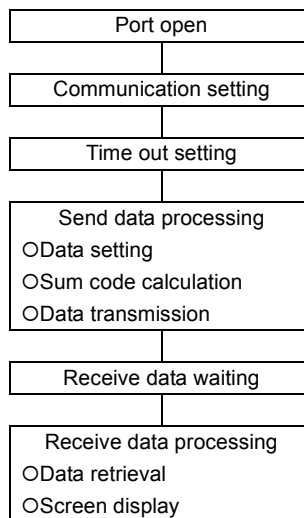 Port open
Communication setting
Time out setting
Send data processing
○Data setting
○Sum code calculation
○Data transmission
Receive data waiting
Receive data processing
○Data retrieval
○Screen display